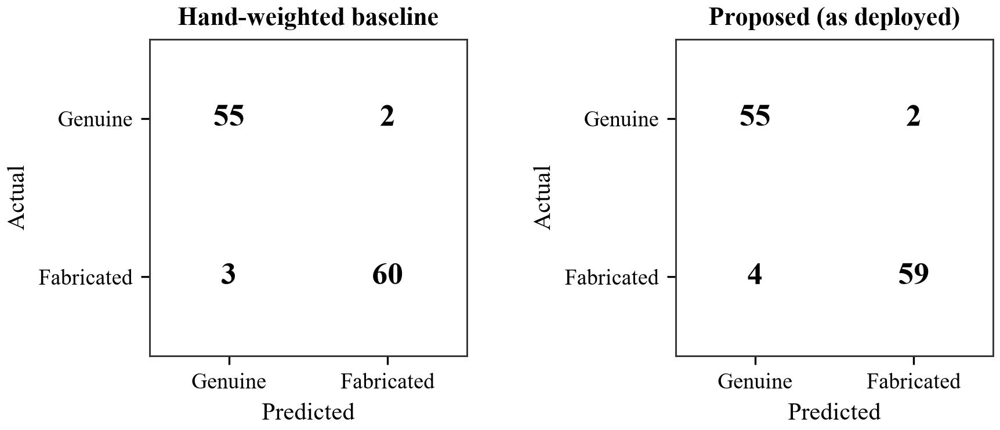 Hand-weighted baseline
Actual
Genuine 55 2
Fabricated 3 60
Genuine Fabricated
Predicted
Proposed (as deployed)
Actual
Genuine 55 2
Fabricated 4 59
Genuine Fabricated
Predicted